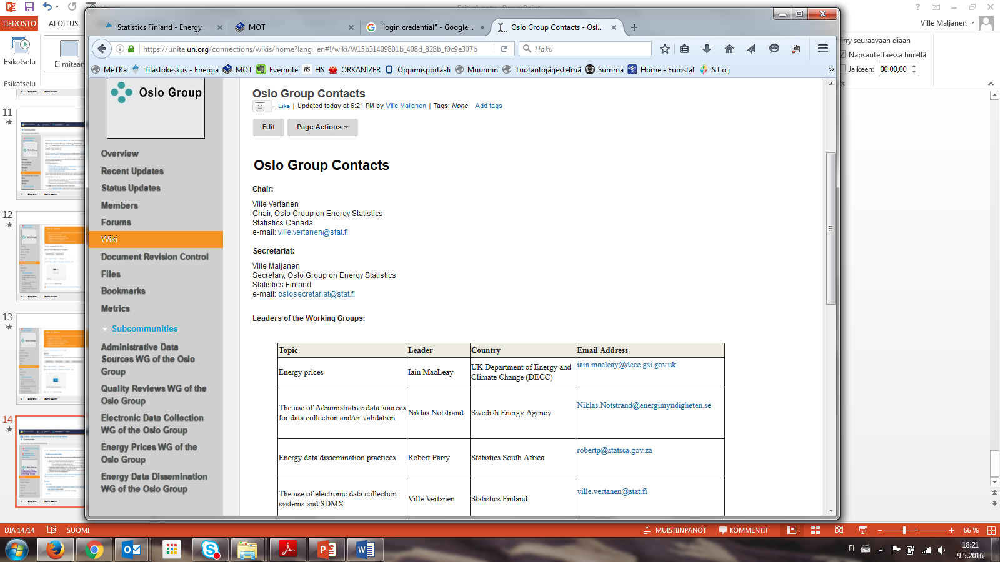 TIEDOSTO
ALOITUS
Ville Maljanen
Esikatselu
Ei mitään
Esikatselu
Napsautettaessa hiirellä
Jälkeen:
00:00,00
Statistics Finland - Energy
MOT
"login credential" - Google...
Oslo Group Contacts - Osl...
https://unite.un.org/connections/wikis/home?lang=en#!/wiki/W15b31409801b_408d_828b_f0c9e307b
Haku
MeTKa
Tilastokeskus - Energia
MOT
Evernote
HS
HS
ORKANIZER
Oppimisportaali
Muunnin
Tuotantojärjestelmä
Summa
Home - Eurostat
S t o j
»
11
12
13
14
Oslo Group
Overview
Recent Updates
Status Updates
Members
Forums
Wiki
Document Revision Control
Files
Bookmarks
Metrics
Subcommunities
Administrative Data
Sources WG of the Oslo
Group
Quality Reviews WG of the
Oslo Group
Electronic Data Collection
WG of the Oslo Group
Energy Prices WG of the
Oslo Group
Energy Data Dissemination
WG of the Oslo Group
Oslo Group Contacts
Like | Updated today at 6:21 PM by Ville Maljanen | Tags: None Add tags
Edit
Page Actions
Oslo Group Contacts
Chair:
Ville Vertanen
Chair, Oslo Group on Energy Statistics
Statistics Canada
e-mail: ville.vertanen@stat.fi
Secretariat:
Ville Maljanen
Secretary, Oslo Group on Energy Statistics
Statistics Finland
e-mail: oslosecretariat@stat.fi
Leaders of the Working Groups:
Topic Leader Country Email Address
Energy prices Iain MacLeay UK Department of Energy and
Climate Change (DECC) iain.macleay@decc.gsi.gov.uk
The use of Administrative data sources
for data collection and/or validation Niklas Notstrand Swedish Energy Agency Niklas.Notstrand@energimyndigheten.se
Energy data dissemination practices Robert Parry Statistics South Africa robertp@statssa.gov.za
The use of electronic data collection
systems and SDMX Ville Vertanen Statistics Finland ville.vertanen@stat.fi
DIA 14/14
SUOMI
MUISTIINPANOT
KOMMENTIT
66 %
FI
18:21
9.5.2016